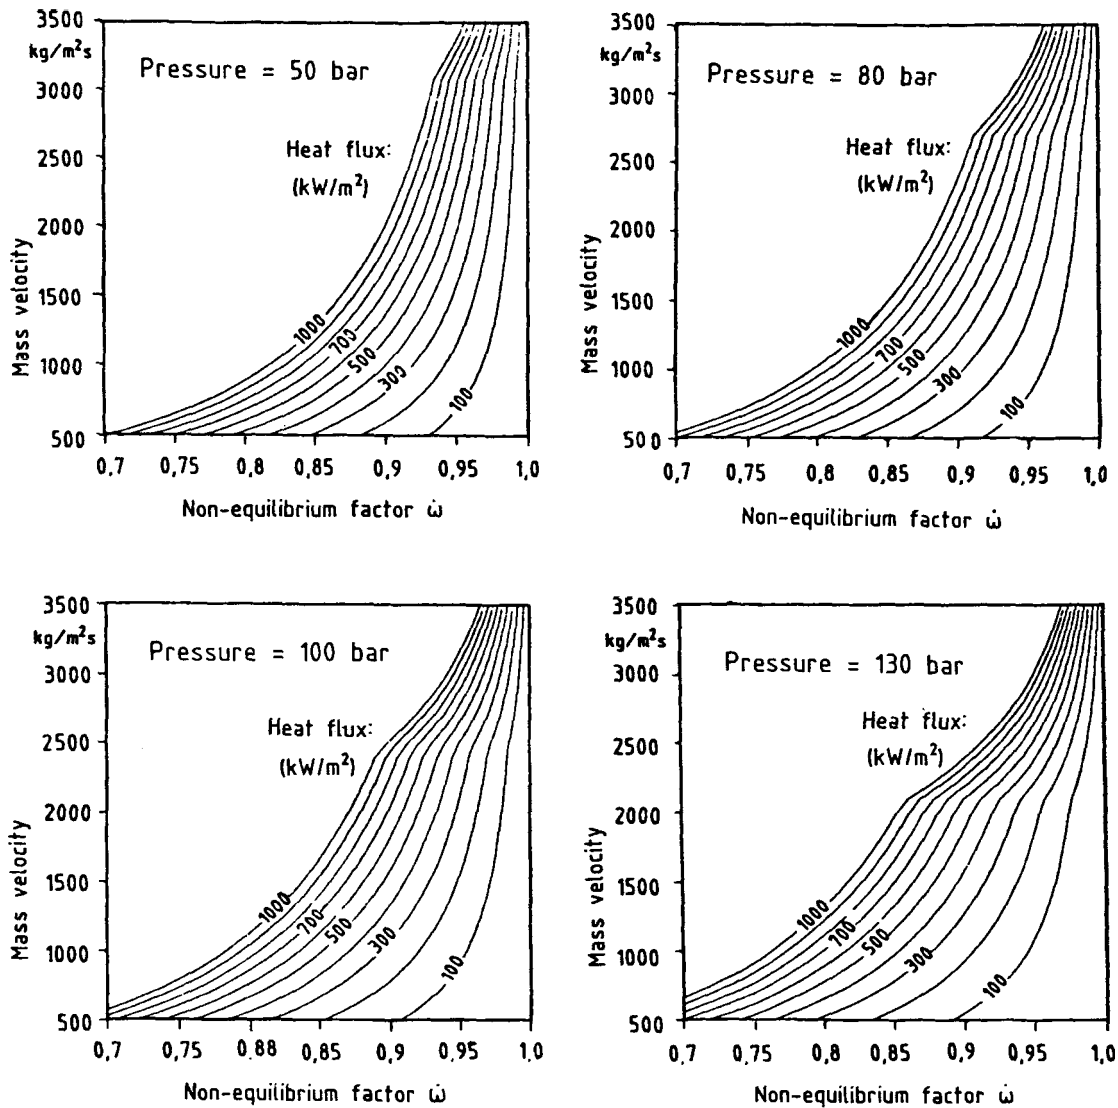 3500
kg/m²s
Pressure = 50 bar
3000
Heat flux:
2500
(kW/m²)
2000
Mass velocity
1500
1000
1000
700
500
300
100
500
0,7 0,75 0,8 0,85 0,9 0,95 1,0
Non-equilibrium factor ẇ
3500
kg/m²s
Pressure = 80 bar
3000
Heat flux:
2500
(kW/m²)
2000
Mass velocity
1500
1000
1000
700
500
300
100
500
0,7 0,75 0,8 0,85 0,9 0,95 1,0
Non-equilibrium factor ẇ
3500
kg/m²s
Pressure = 100 bar
3000
Heat flux:
2500
(kW/m²)
2000
Mass velocity
1500
1000
1000
700
500
300
100
500
0,7 0,75 0,8 0,85 0,88 0,9 0,95 1,0
Non-equilibrium factor ẇ
3500
kg/m²s
Pressure = 130 bar
3000
Heat flux:
2500
(kW/m²)
2000
Mass velocity
1500
1000
1000
700
500
300
100
500
0,7 0,75 0,8 0,85 0,9 0,95 1,0
Non-equilibrium factor ẇ